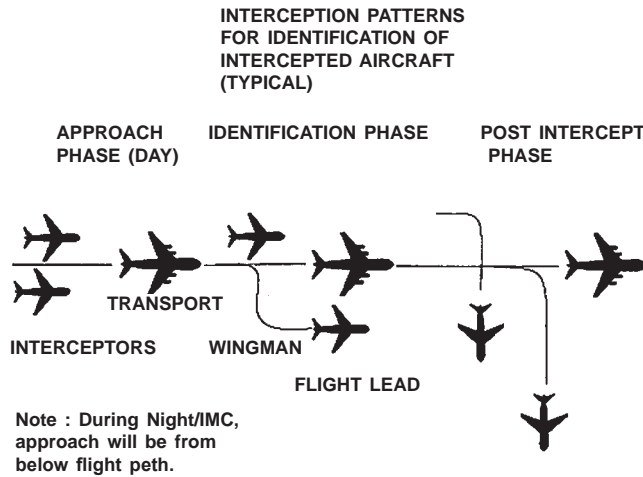 INTERCEPTION PATTERNS
FOR IDENTIFICATION OF
INTERCEPTED AIRCRAFT
(TYPICAL)
APPROACH
PHASE (DAY)
IDENTIFICATION PHASE
POST INTERCEPT
PHASE
TRANSPORT
INTERCEPTORS
WINGMAN
FLIGHT LEAD
Note : During Night/IMC,
approach will be from
below flight peth.